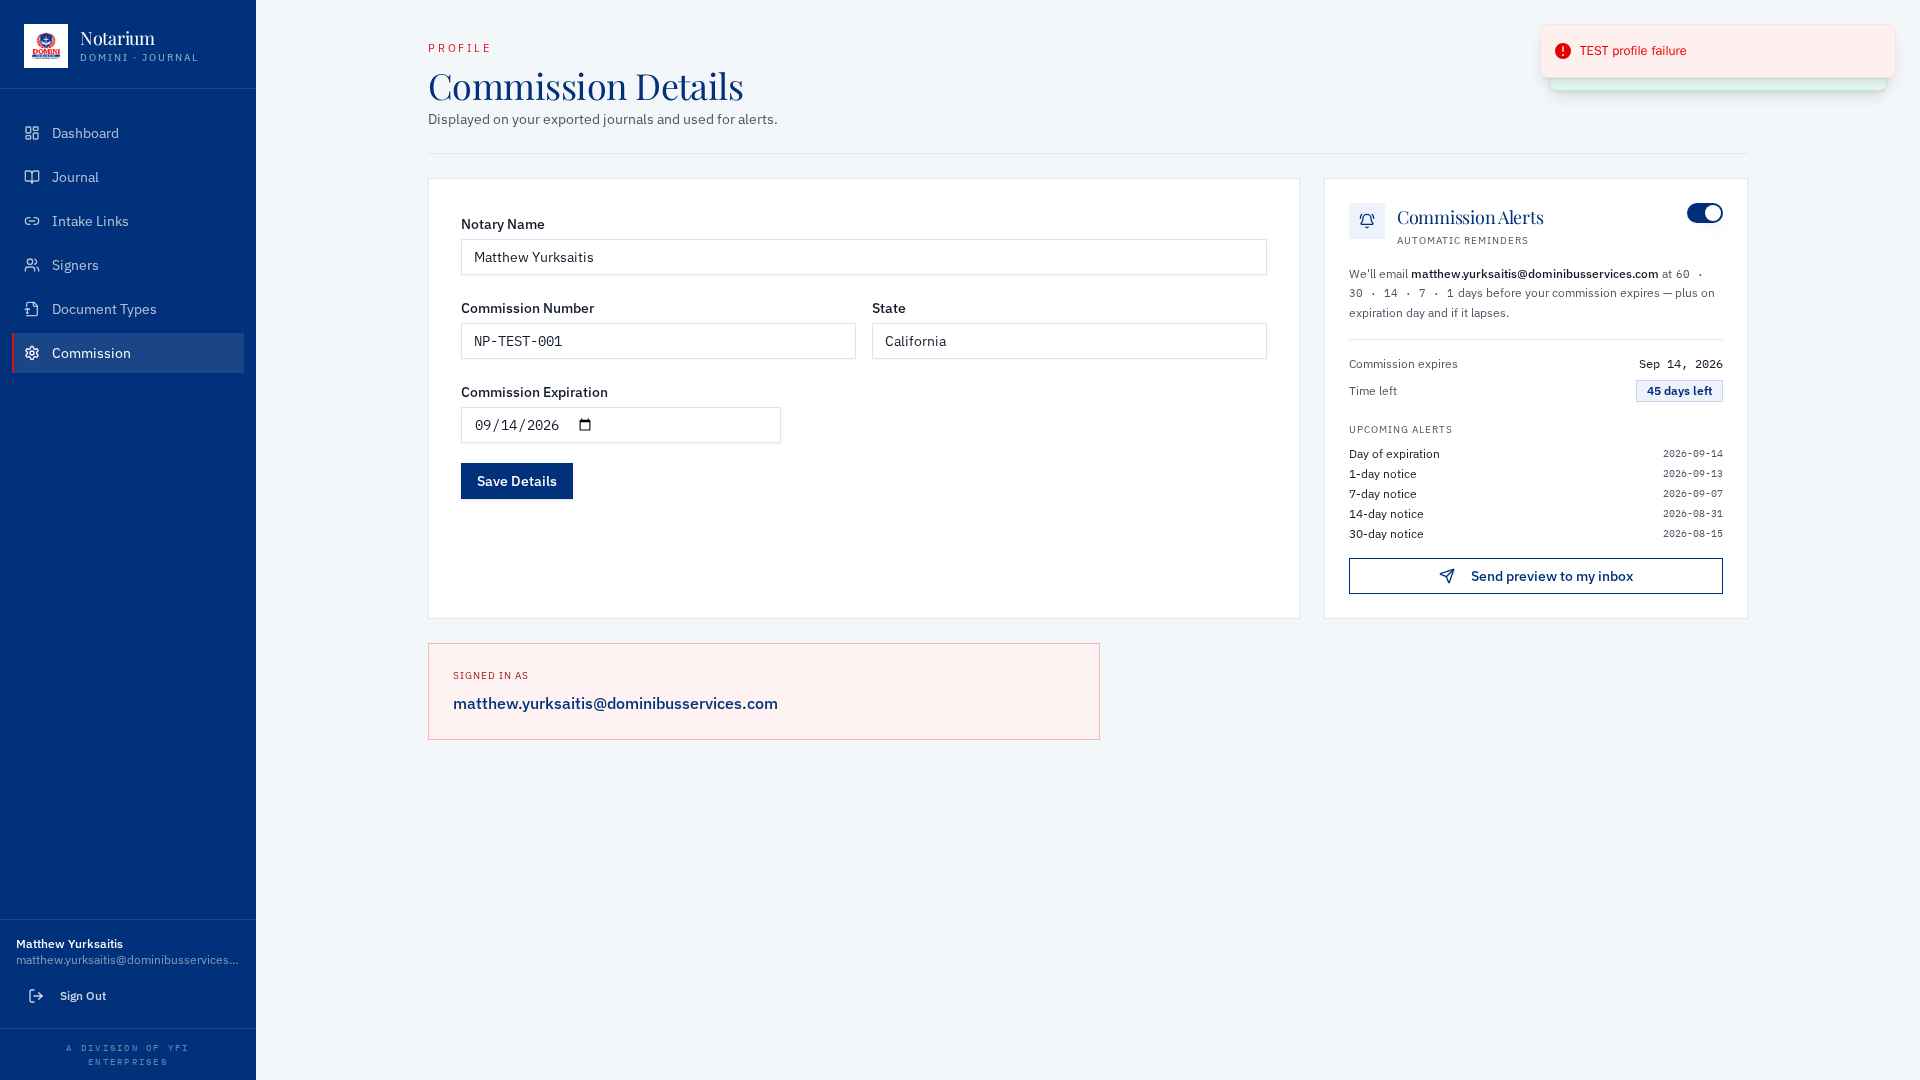 DOMINI
Notarium
DOMINI · JOURNAL
Dashboard
Journal
Intake Links
Signers
Document Types
Commission
Matthew Yurksaitis
matthew.yurksaitis@dominibusservices...
Sign Out
A DIVISION OF YFI
ENTERPRISES
PROFILE
Commission Details
Displayed on your exported journals and used for alerts.
TEST profile failure
Notary Name
Matthew Yurksaitis
Commission Number
State
NP-TEST-001
California
Commission Expiration
09/14/2026
Save Details
Commission Alerts
AUTOMATIC REMINDERS
We'll email matthew.yurksaitis@dominibusservices.com at 60 ·
30 · 14 · 7 · 1 days before your commission expires — plus on
expiration day and if it lapses.
Commission expires Sep 14, 2026
Time left 45 days left
UPCOMING ALERTS
Day of expiration 2026-09-14
1-day notice 2026-09-13
7-day notice 2026-09-07
14-day notice 2026-08-31
30-day notice 2026-08-15
Send preview to my inbox
SIGNED IN AS
matthew.yurksaitis@dominibusservices.com